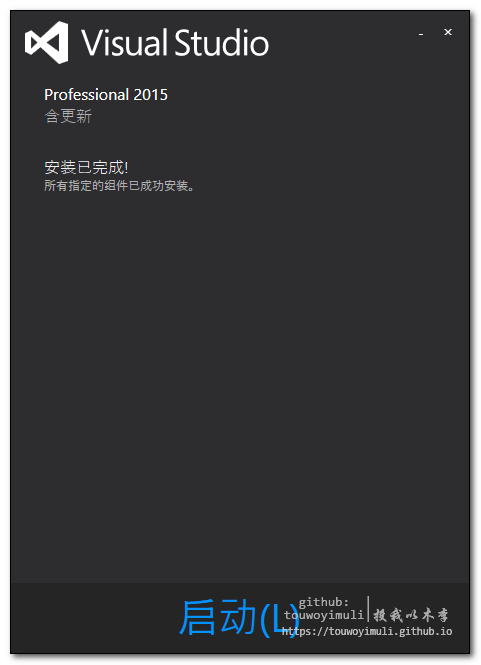 Visual Studio
Professional 2015
含更新
安装已完成!
所有指定的组件已成功安装。
启动(L)
github:
touwoyimuli
投我以木李
https://touwoyimuli.github.io